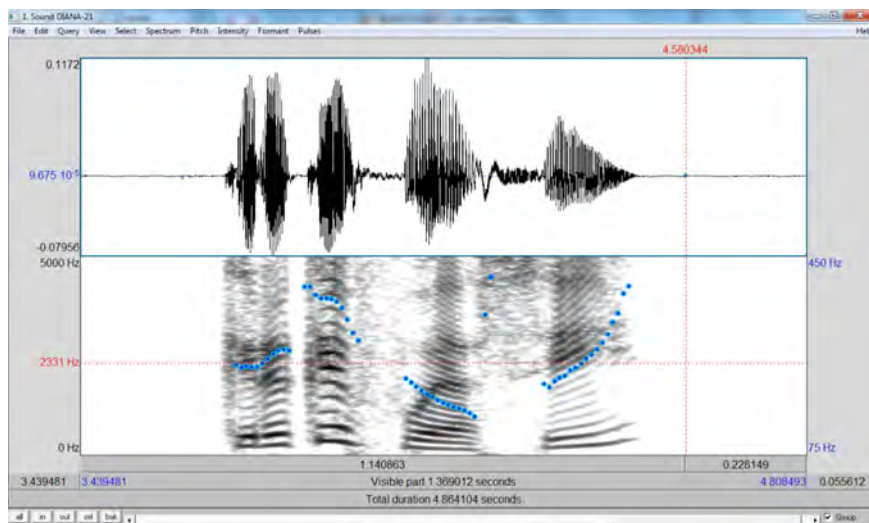 1. Sound DIANA-21
File Edit Query View Select Spectrum Pitch Intensity Formant Pulses Hel
4.580344
0.1172
9.675 10-5
-0.07956
5000 Hz 450 Hz
2331 Hz
0 Hz 75 Hz
1.140863 0.228149
3.439481 3.439481 Visible part 1.369012 seconds 4.808493 0.055612
Total duration 4.864104 seconds
all in out sel bak Group